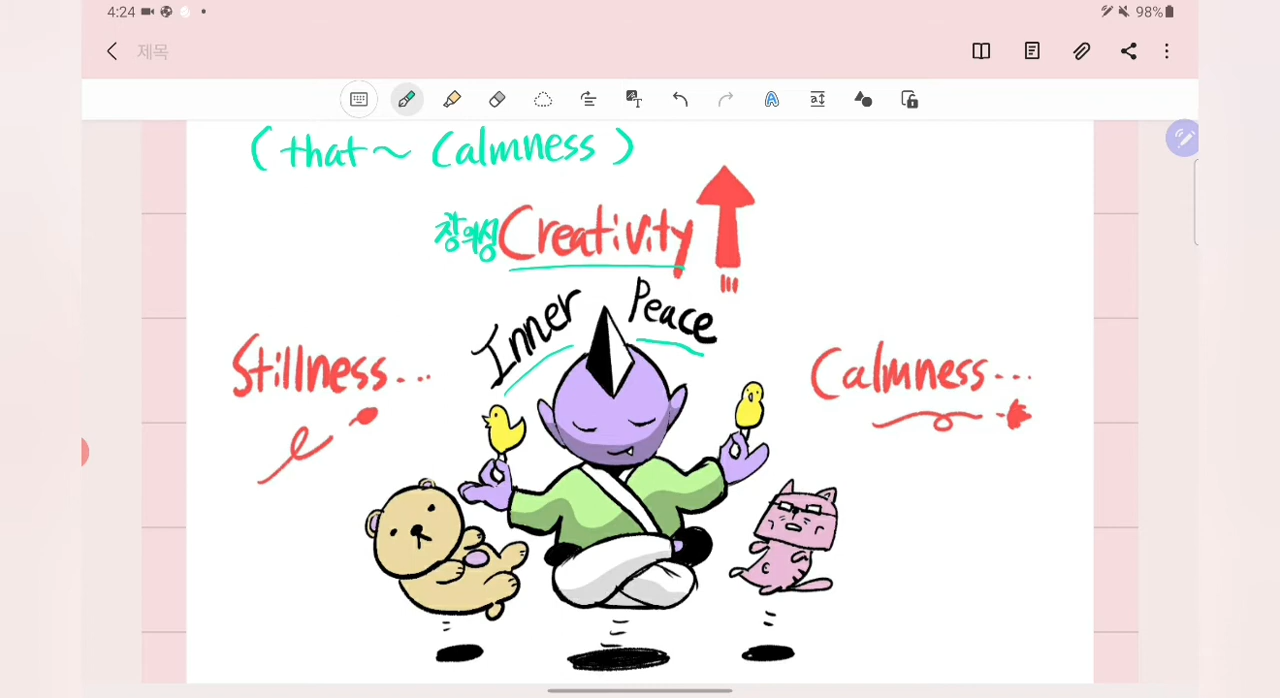 4:24
98%
제목
(that~ Calmness)
창의성 Creativity
Inner Peace
Stillness...
Calmness...